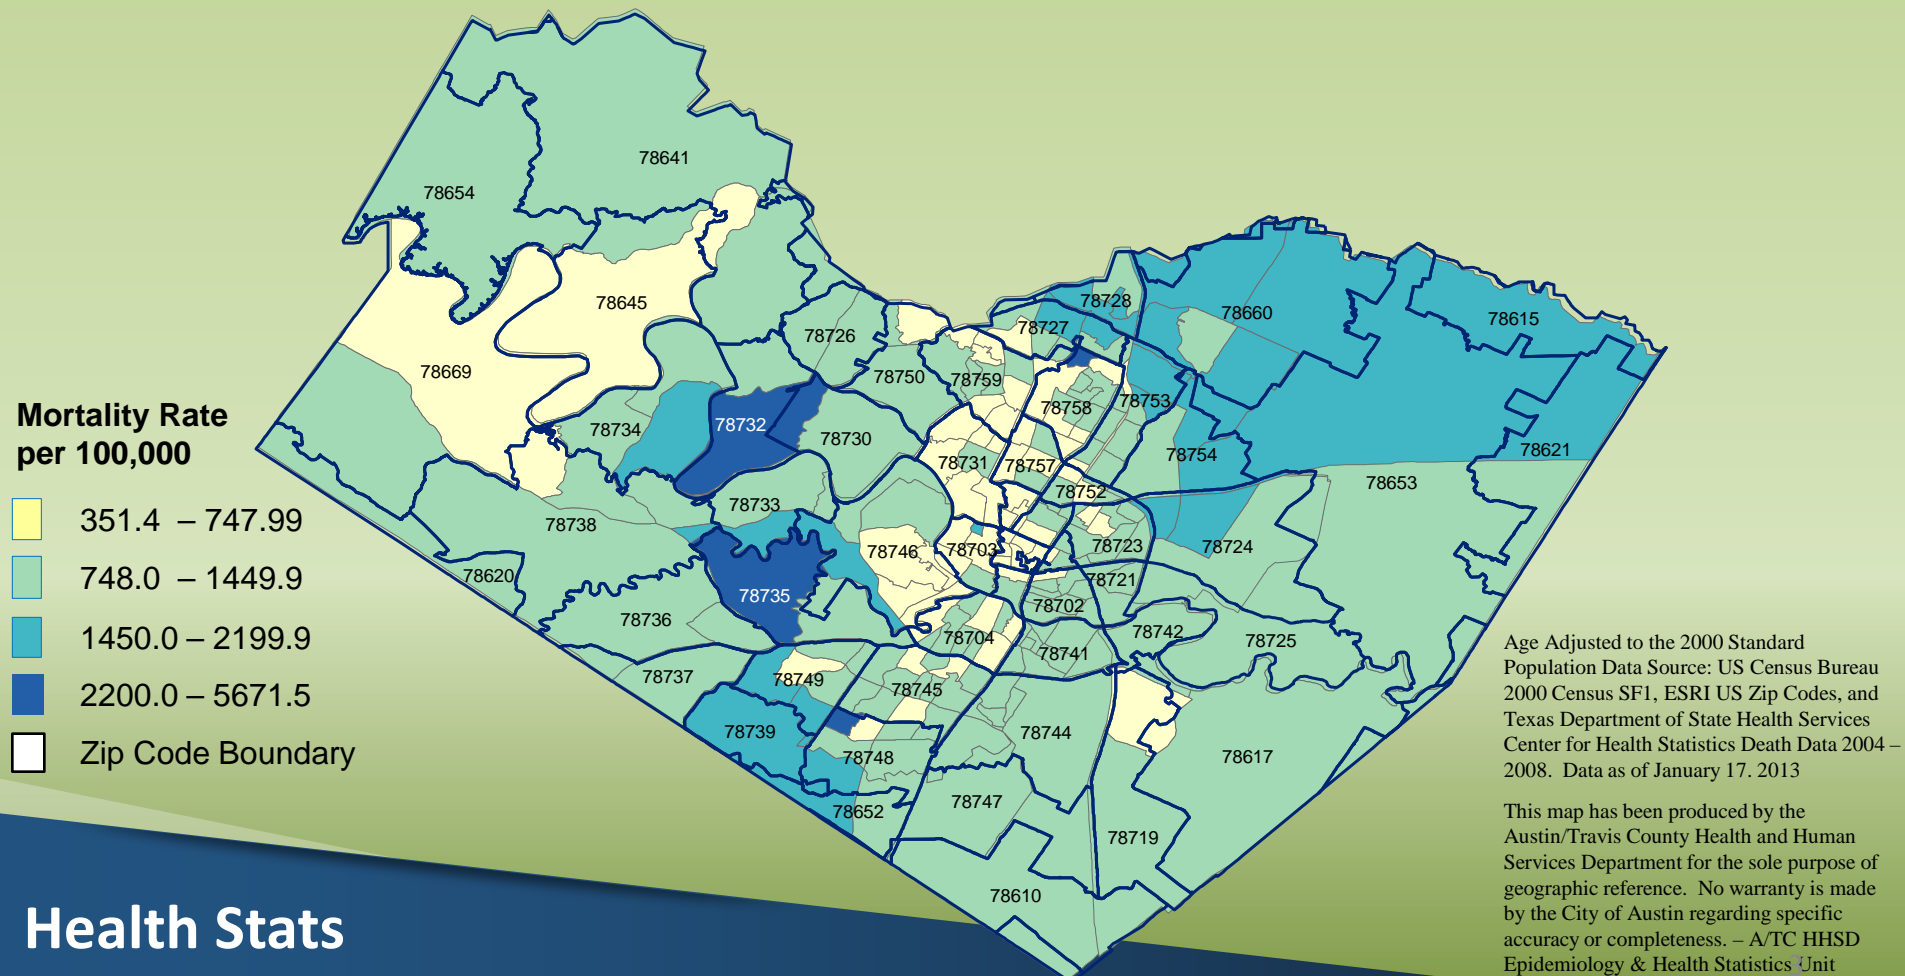 78641
78654
78645
78728
78660
78615
78727
78726
78669
78750
78759
Mortality Rate
per 100,000
78753
78758
78732
78734
78730
78621
78754
78731
78757
78653
351.4 – 747.99
78752
78733
78738
78724
78723
78746
78703
748.0 – 1449.9
78620
78721
78735
78702
78736
1450.0 – 2199.9
78742
78704
78725
78741
78737
78749
78745
2200.0 – 5671.5
78739
78744
Zip Code Boundary
78748
78617
78747
78652
78719
78610
Age Adjusted to the 2000 Standard
Population Data Source: US Census Bureau
2000 Census SF1, ESRI US Zip Codes, and
Texas Department of State Health Services
Center for Health Statistics Death Data 2004 –
2008.  Data as of January 17. 2013
This map has been produced by the
Austin/Travis County Health and Human
Services Department for the sole purpose of
geographic reference.  No warranty is made
by the City of Austin regarding specific
accuracy or completeness. – A/TC HHSD
Epidemiology & Health Statistics Unit
3
Health Stats